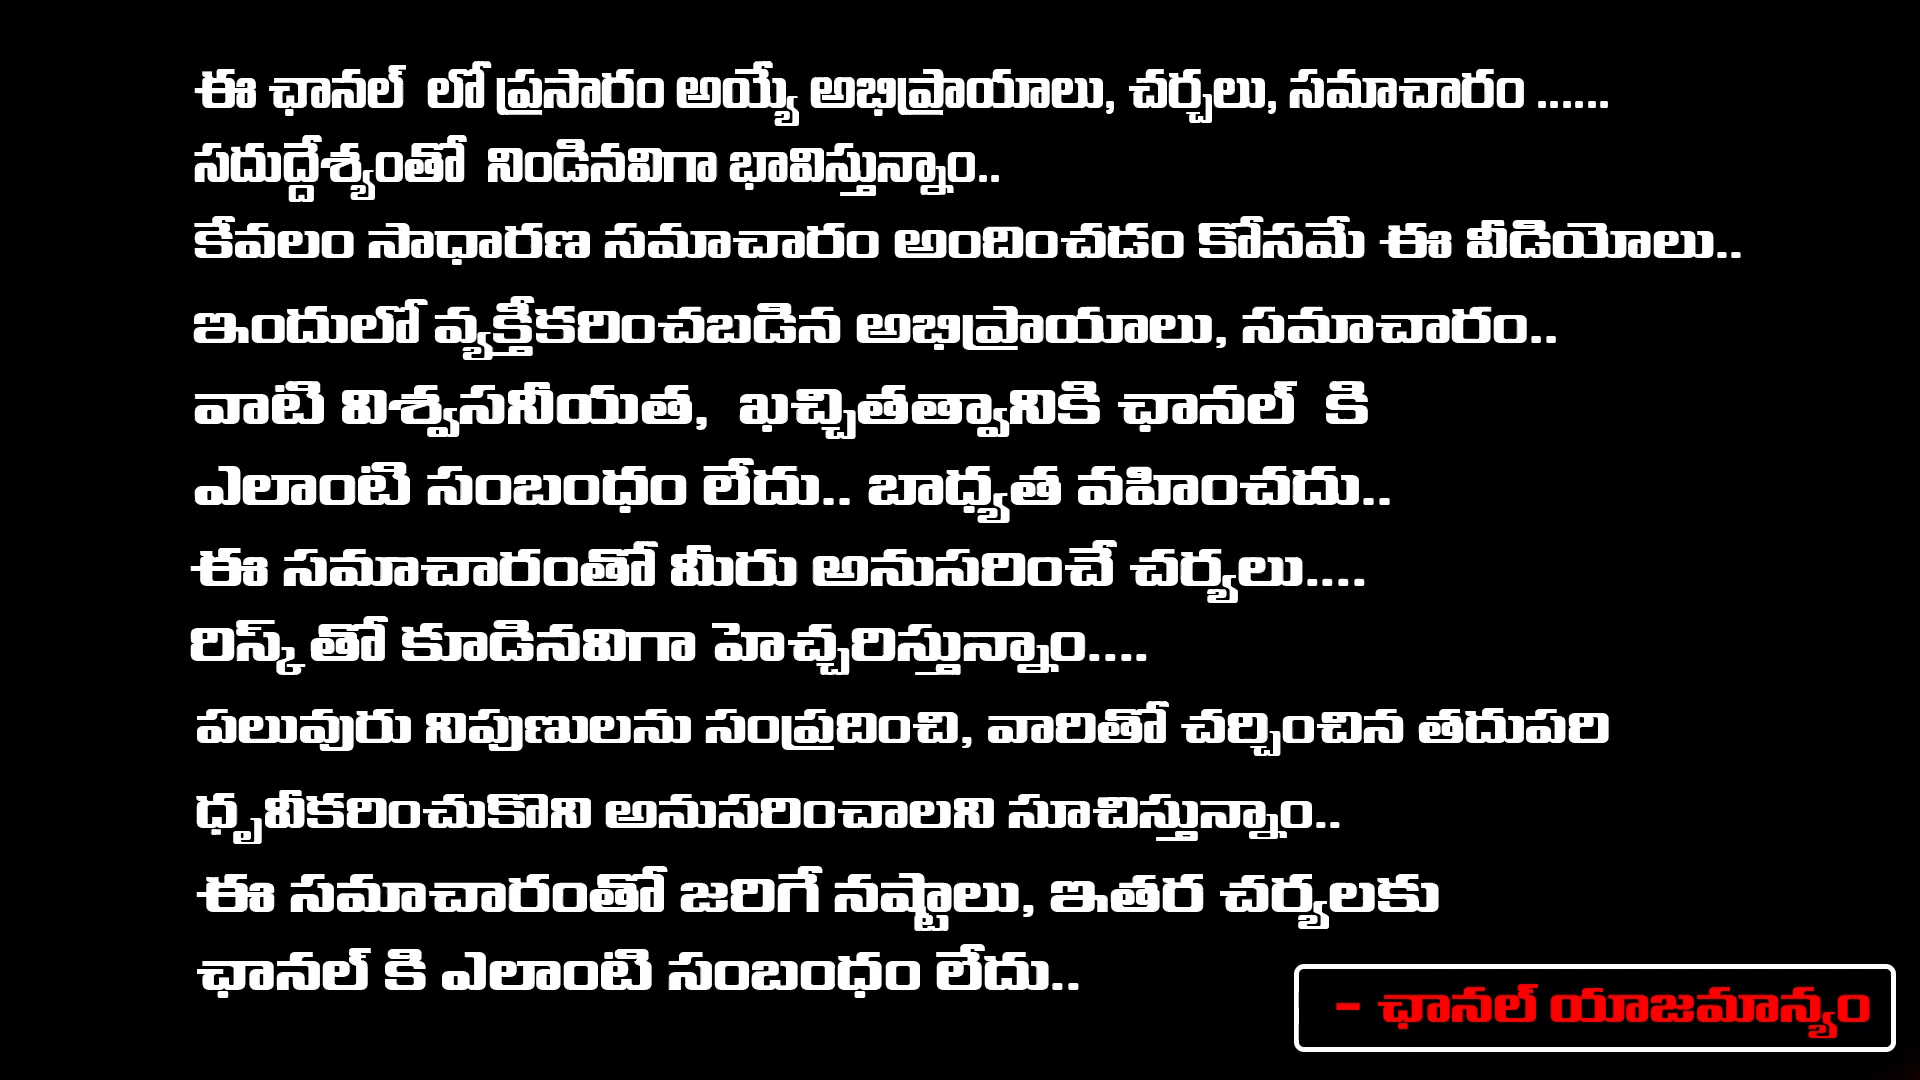 ఈ ఛానల్ లో ప్రసారం అయ్యే అభిప్రాయాలు, చర్చలు, సమాచారం ......
సదుద్దేశ్యంతో నిండినవిగా భావిస్తున్నాం..
కేవలం సాధారణ సమాచారం అందించడం కోసమే ఈ వీడియోలు..
ఇందులో వ్యక్తీకరించబడిన అభిప్రాయాలు, సమాచారం..
వాటి విశ్వసనీయత, ఖచ్చితత్వానికి ఛానల్ కి
ఎలాంటి సంబంధం లేదు.. బాధ్యత వహించదు..
ఈ సమాచారంతో మీరు అనుసరించే చర్యలు....
రిస్క్ తో కూడినవిగా హెచ్చరిస్తున్నాం....
పలువురు నిపుణులను సంప్రదించి, వారితో చర్చించిన తదుపరి
ధృవీకరించుకొని అనుసరించాలని సూచిస్తున్నాం..
ఈ సమాచారంతో జరిగే నష్టాలు, ఇతర చర్యలకు
ఛానల్ కి ఎలాంటి సంబంధం లేదు..
- ఛానల్ యాజమాన్యం